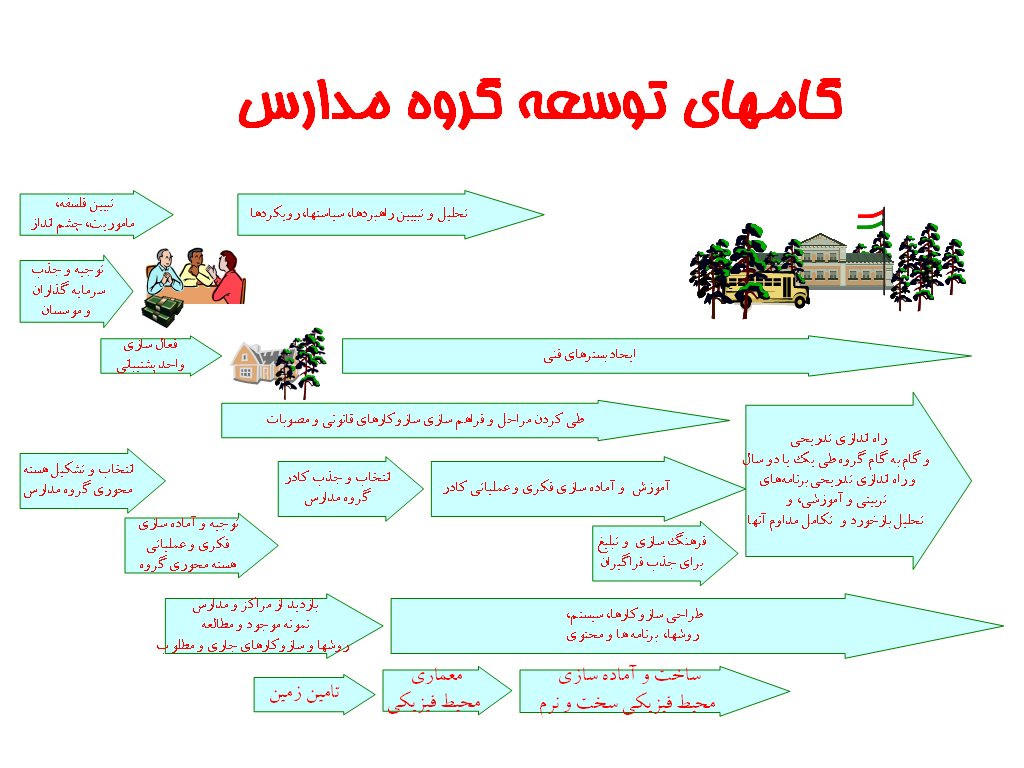 گامهای توسعه گروه مدارس
تبیین فلسفه،
ماموریت، چشم انداز
تحلیل و تبیین راهبردها، سیاستها، رویکردها
توجیه و جذب
سرمایه گذاران
و موسسان
فعال سازی
واحد پشتیبانی
ایجاد بسترهای فنی
طی کردن مراحل و فراهم سازی سازوکارهای قانونی و مصوبات
راه اندازی تدریجی
و گام به گام گروه طی یک یا دو سال
و راه اندازی تدریجی برنامه‌های
تربیتی و آموزشی، و
تحلیل بازخورد و تکامل مداوم آنها
انتخاب و تشکیل هسته
محوری گروه مدارس
انتخاب و جذب کادر
گروه مدارس
آموزش و آماده سازی فکری و عملیاتی کادر
توجیه و آماده سازی
فکری و عملیاتی
هسته محوری گروه
فرهنگ سازی و تبلیغ
برای جذب فراگیران
بازدید از مراکز و مدارس
نمونه موجود و مطالعه
روشها و سازوکارهای جاری و مطلوب
طراحی سازوکارها، سیستم،
روشها، برنامه ها و محتوی
تامین زمین
معماری
محیط فیزیکی
ساخت و آماده سازی
محیط فیزیکی سخت و نرم